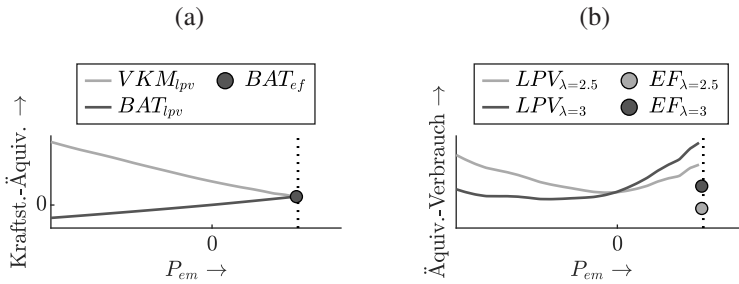 (a)
VKM_lpv BAT_ef
BAT_lpv
Kraftst.-Äquiv. →
0
0
P_em →
(b)
LPV_λ=2.5 EF_λ=2.5
LPV_λ=3 EF_λ=3
Äquiv.-Verbrauch →
0
P_em →